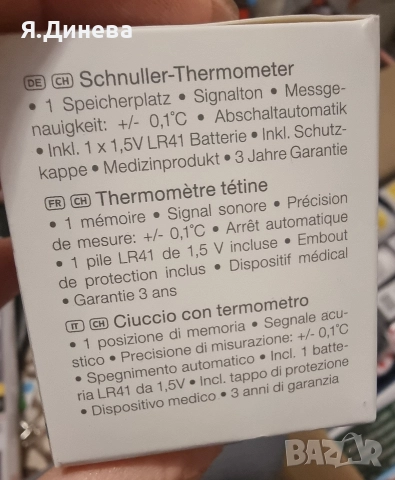 Я.Динева
DE CH Schnuller-Thermometer
• 1 Speicherplatz • Signalton • Messge-
nauigkeit: +/- 0,1°C • Abschaltautomatik
• Inkl. 1 x 1,5V LR41 Batterie • Inkl. Schutz-
kappe • Medizinprodukt • 3 Jahre Garantie
FR CH Thermomètre tétine
• 1 mémoire • Signal sonore • Précision
de mesure: +/- 0,1°C • Arrêt automatique
• 1 pile LR41 de 1,5 V incluse • Embout
de protection inclus • Dispositif médical
• Garantie 3 ans
IT CH Ciuccio con termometro
• 1 posizione di memoria • Segnale acu-
stico • Precisione di misurazione: +/- 0,1°C
• Spegnimento automatico • Incl. 1 batte-
ria LR41 da 1,5V • Incl. tappo di protezione
• Dispositivo medico • 3 anni di garanzia
BAZAR